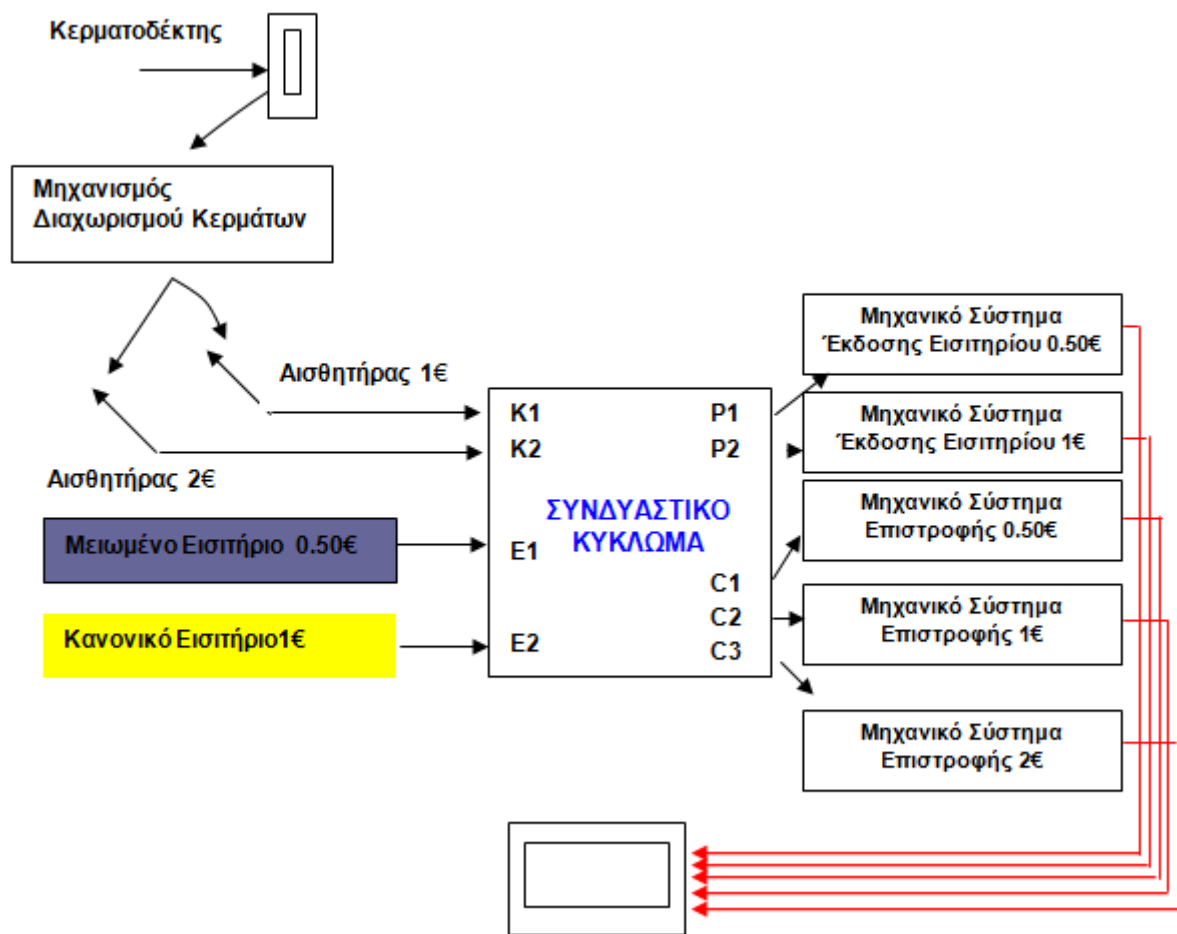 Κερματοδέκτης
Μηχανισμός
Διαχωρισμού Κερμάτων
Αισθητήρας 1€
Αισθητήρας 2€
Μειωμένο Εισιτήριο 0.50€
Κανονικό Εισιτήριο1€
K1
K2
E1
E2
ΣΥΝΔΥΑΣΤΙΚΟ
ΚΥΚΛΩΜΑ
P1
P2
C1
C2
C3
Μηχανικό Σύστημα
Έκδοσης Εισιτηρίου 0.50€
Μηχανικό Σύστημα
Έκδοσης Εισιτηρίου 1€
Μηχανικό Σύστημα
Επιστροφής 0.50€
Μηχανικό Σύστημα
Επιστροφής 1€
Μηχανικό Σύστημα
Επιστροφής 2€